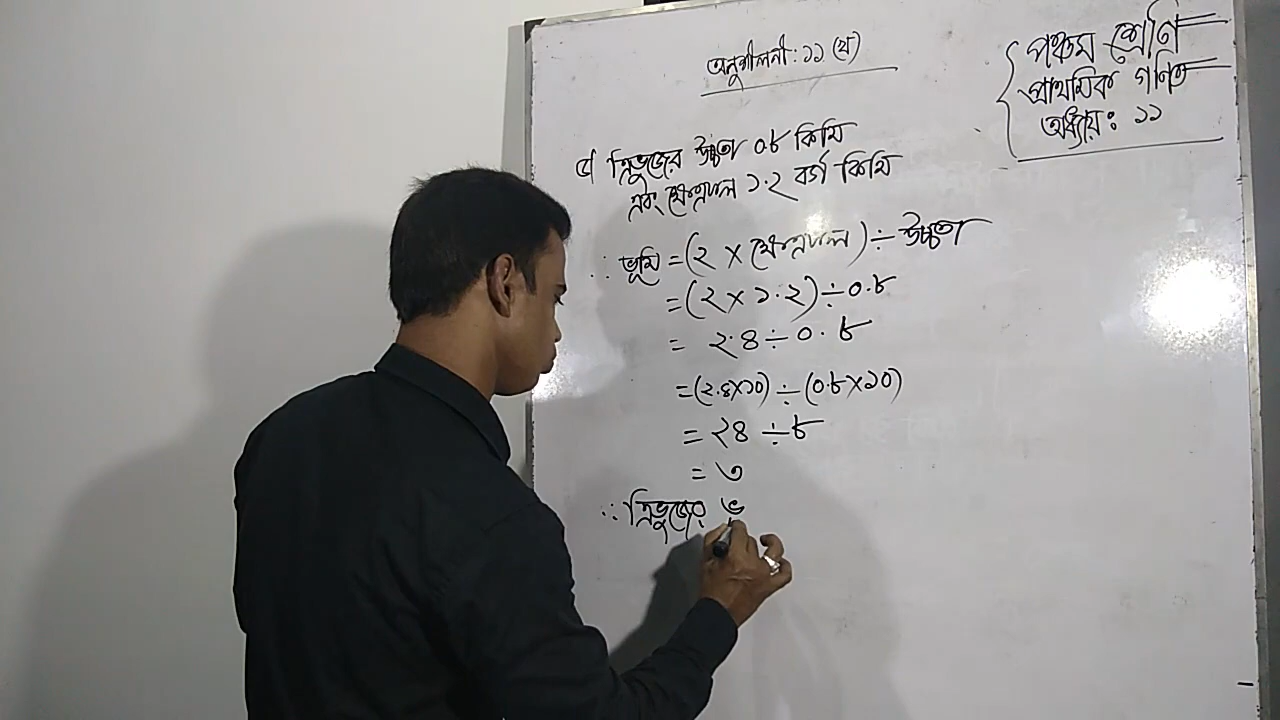 অনুশীলনী: ১১ (খ)
পঞ্চম শ্রেণি
প্রাথমিক গণিত
অধ্যায়ঃ ১১
ত্রিভুজের উচ্চতা ০.৮ কিমি
এবং ক্ষেত্রফল ১.২ বর্গ কিমি
∴ ভূমি = (২ × ক্ষেত্রফল) ÷ উচ্চতা
= (২ × ১.২) ÷ ০.৮
= ২.৪ ÷ ০.৮
= (২.৪×১০) ÷ (০.৮×১০)
= ২৪ ÷ ৮
= ৩
∴ ত্রিভুজের ভূ